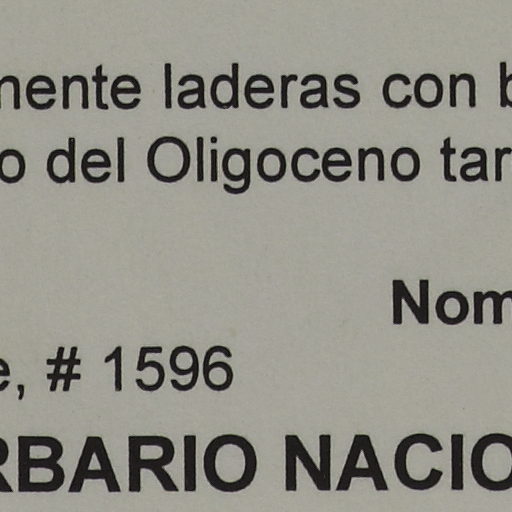 mente laderas con b
o del Oligoceno tar
Nom
e, # 1596
RBARIO NACIO